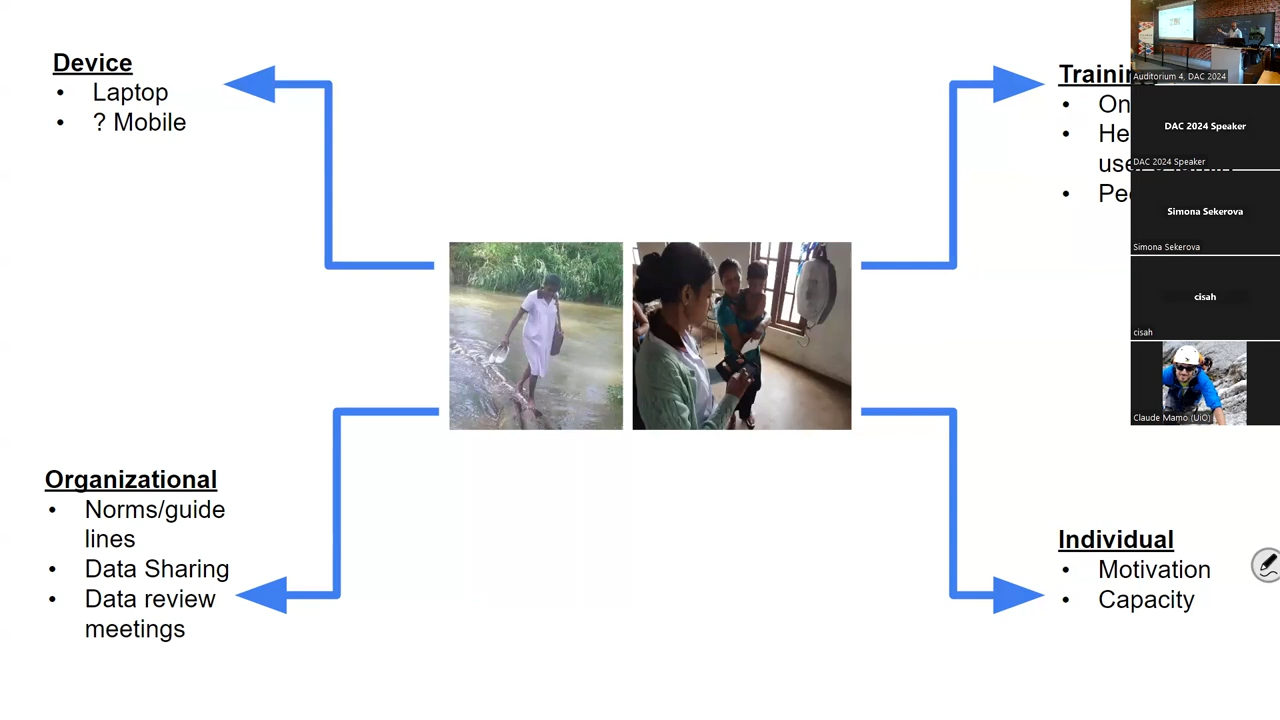 Device
• Laptop
• ? Mobile
Organizational
• Norms/guide
lines
• Data Sharing
• Data review
meetings
Individual
• Motivation
• Capacity
Auditorium 4, DAC 2024
DAC 2024 Speaker
DAC 2024 Speaker
Simona Sekerova
Simona Sekerova
cisah
cisah
Claude Mamo (UiO)